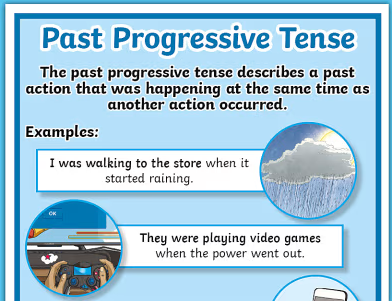 Past Progressive Tense
The past progressive tense describes a past
action that was happening at the same time as
another action occurred.
Examples:
I was walking to the store when it
started raining.
OK
They were playing video games
when the power went out.